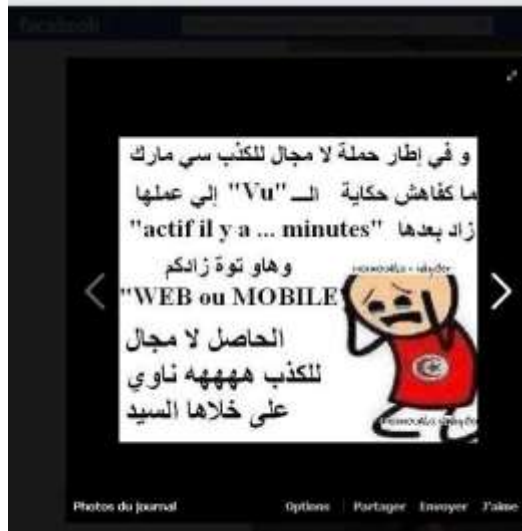 facebook
و في إطار حملة لا مجال للكذب سي مارك
ما كفاهش حكاية الــ "Vu" إلي عملها
زاد بعدها "actif il y a ... minutes"
و هاو توة زادكم
"WEB ou MOBILE"
الحاصل لا مجال
للكذب ههههه ناوي
على خلاها السيد
Photos du journal
Options
Partager
Envoyer
J'aime